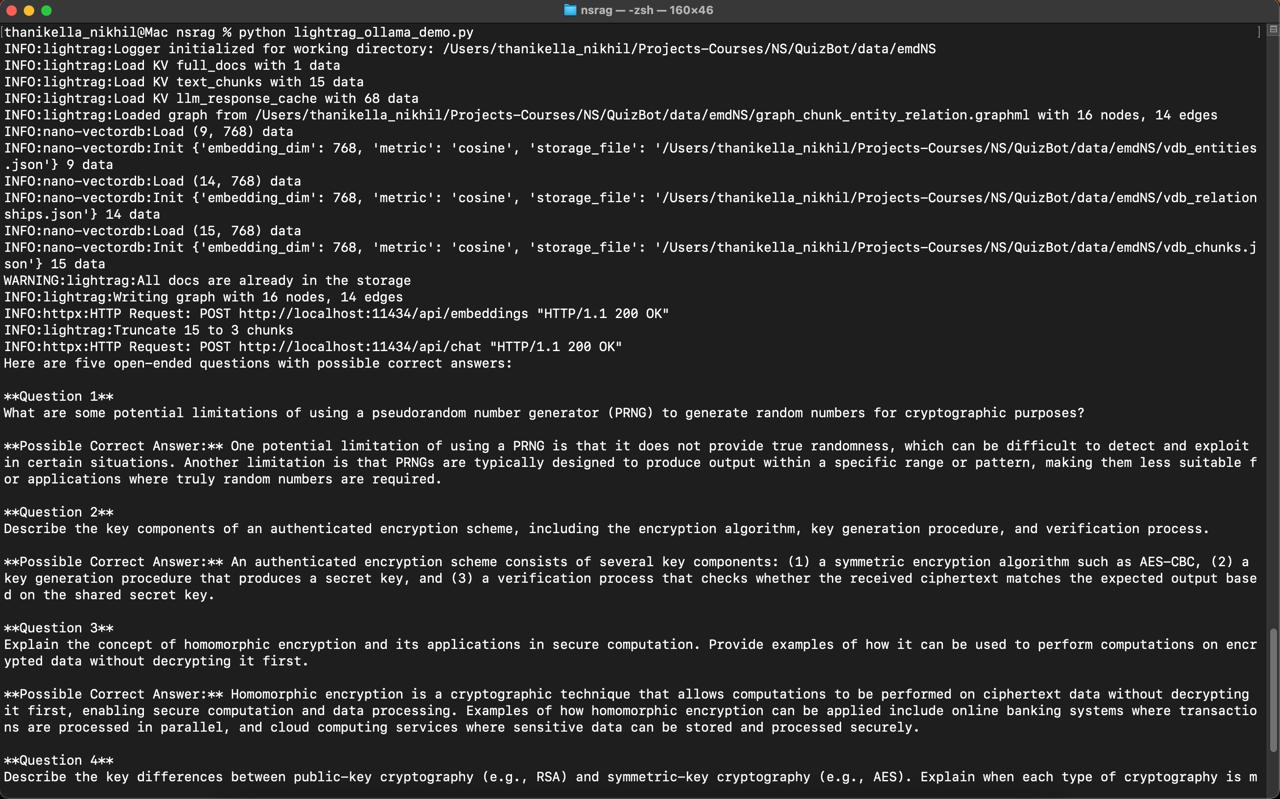 nsrag — -zsh — 160×46
[thanikella_nikhil@Mac nsrag % python lightrag_ollama_demo.py ]
INFO:lightrag:Logger initialized for working directory: /Users/thanikella_nikhil/Projects-Courses/NS/QuizBot/data/emdNS
INFO:lightrag:Load KV full_docs with 1 data
INFO:lightrag:Load KV text_chunks with 15 data
INFO:lightrag:Load KV llm_response_cache with 68 data
INFO:lightrag:Loaded graph from /Users/thanikella_nikhil/Projects-Courses/NS/QuizBot/data/emdNS/graph_chunk_entity_relation.graphml with 16 nodes, 14 edges
INFO:nano-vectordb:Load (9, 768) data
INFO:nano-vectordb:Init {'embedding_dim': 768, 'metric': 'cosine', 'storage_file': '/Users/thanikella_nikhil/Projects-Courses/NS/QuizBot/data/emdNS/vdb_entities
.json'} 9 data
INFO:nano-vectordb:Load (14, 768) data
INFO:nano-vectordb:Init {'embedding_dim': 768, 'metric': 'cosine', 'storage_file': '/Users/thanikella_nikhil/Projects-Courses/NS/QuizBot/data/emdNS/vdb_relation
ships.json'} 14 data
INFO:nano-vectordb:Load (15, 768) data
INFO:nano-vectordb:Init {'embedding_dim': 768, 'metric': 'cosine', 'storage_file': '/Users/thanikella_nikhil/Projects-Courses/NS/QuizBot/data/emdNS/vdb_chunks.j
son'} 15 data
WARNING:lightrag:All docs are already in the storage
INFO:lightrag:Writing graph with 16 nodes, 14 edges
INFO:httpx:HTTP Request: POST http://localhost:11434/api/embeddings "HTTP/1.1 200 OK"
INFO:lightrag:Truncate 15 to 3 chunks
INFO:httpx:HTTP Request: POST http://localhost:11434/api/chat "HTTP/1.1 200 OK"
Here are five open-ended questions with possible correct answers:
**Question 1**
What are some potential limitations of using a pseudorandom number generator (PRNG) to generate random numbers for cryptographic purposes?
**Possible Correct Answer:** One potential limitation of using a PRNG is that it does not provide true randomness, which can be difficult to detect and exploit
in certain situations. Another limitation is that PRNGs are typically designed to produce output within a specific range or pattern, making them less suitable f
or applications where truly random numbers are required.
**Question 2**
Describe the key components of an authenticated encryption scheme, including the encryption algorithm, key generation procedure, and verification process.
**Possible Correct Answer:** An authenticated encryption scheme consists of several key components: (1) a symmetric encryption algorithm such as AES-CBC, (2) a
key generation procedure that produces a secret key, and (3) a verification process that checks whether the received ciphertext matches the expected output base
d on the shared secret key.
**Question 3**
Explain the concept of homomorphic encryption and its applications in secure computation. Provide examples of how it can be used to perform computations on encr
ypted data without decrypting it first.
**Possible Correct Answer:** Homomorphic encryption is a cryptographic technique that allows computations to be performed on ciphertext data without decrypting
it first, enabling secure computation and data processing. Examples of how homomorphic encryption can be applied include online banking systems where transactio
ns are processed in parallel, and cloud computing services where sensitive data can be stored and processed securely.
**Question 4**
Describe the key differences between public-key cryptography (e.g., RSA) and symmetric-key cryptography (e.g., AES). Explain when each type of cryptography is m